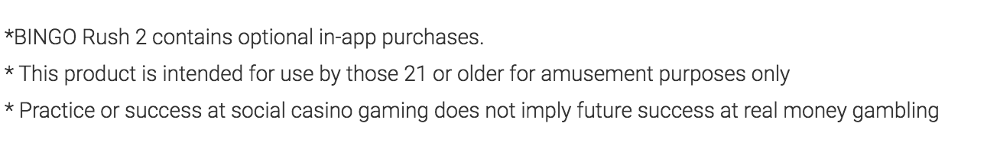 *BINGO Rush 2 contains optional in-app purchases.
* This product is intended for use by those 21 or older for amusement purposes only
* Practice or success at social casino gaming does not imply future success at real money gambling